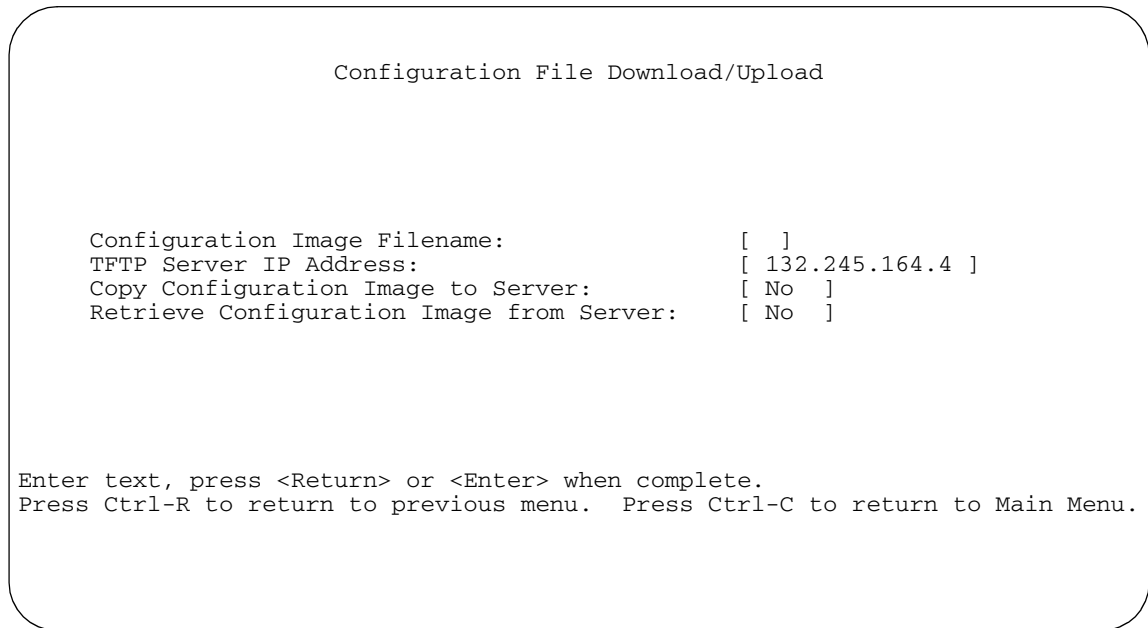 Configuration File Download/Upload
Configuration Image Filename: [ ]
TFTP Server IP Address: [ 132.245.164.4 ]
Copy Configuration Image to Server: [ No ]
Retrieve Configuration Image from Server: [ No ]
Enter text, press <Return> or <Enter> when complete.
Press Ctrl-R to return to previous menu. Press Ctrl-C to return to Main Menu.